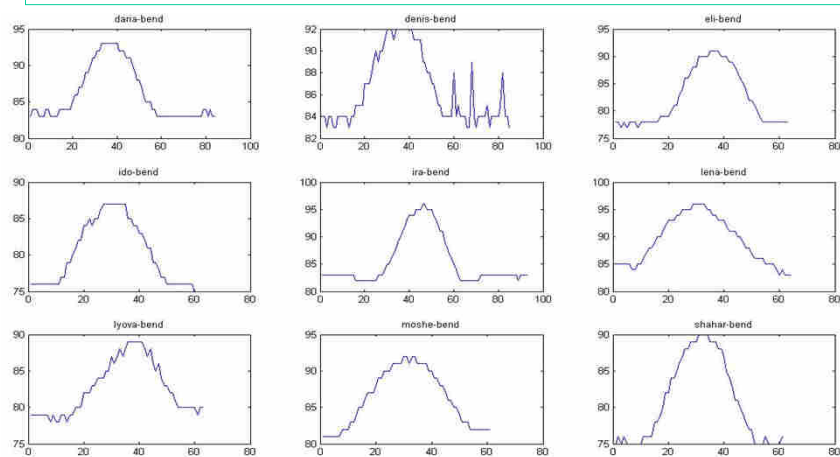 daria-bend denis-bend eli-bend
95 92 95
90 90 90
88 85
85 86 80
84
80 82 75
0 20 40 60 80 100 0 20 40 60 80 100 0 20 40 60 80
ido-bend ira-bend lena-bend
90 100 100
95 95
85 90 90
80 85 85
75 80 80
0 20 40 60 80 0 20 40 60 80 100 0 20 40 60 80
lyova-bend moshe-bend shahar-bend
90 95 90
85 90 85
80 85 80
75 80 75
0 20 40 60 80 0 20 40 60 80 0 20 40 60 80